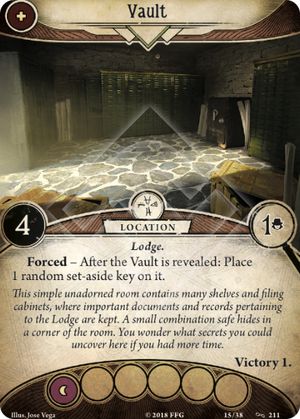 Vault
4
LOCATION
1
Lodge.
Forced – After the Vault is revealed: Place
1 random set-aside key on it.
This simple unadorned room contains many shelves and filing
cabinets, where important documents and records pertaining
to the Lodge are kept. A small combination safe hides in
a corner of the room. You wonder what secrets you could
uncover here if you had more time.
Victory 1.
Illus. Jose Vega
© 2018 FFG
15/38
211